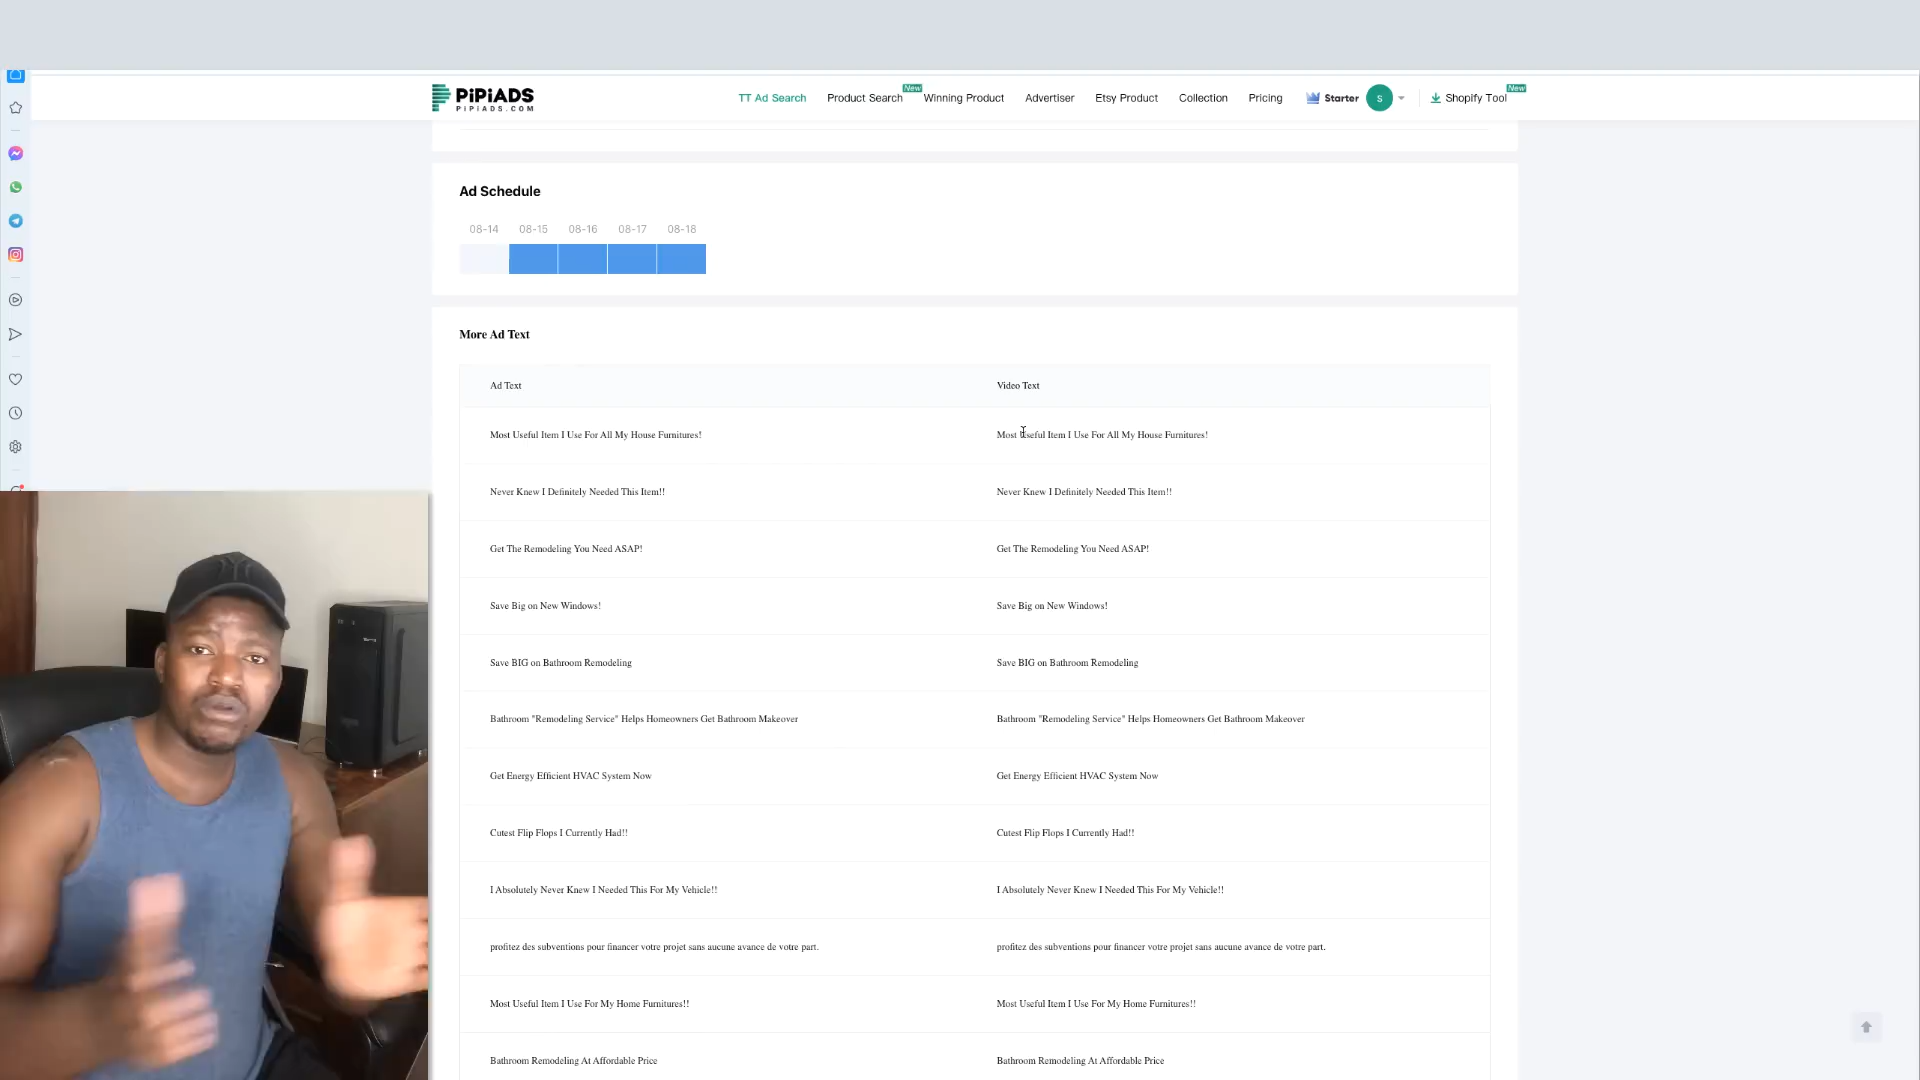 PiPiADS
PiPiADS.COM
TT Ad Search
Product Search
New
Winning Product
Advertiser
Etsy Product
Collection
Pricing
Starter
S
Shopify Tool
New
Ad Schedule
08-14 08-15 08-16 08-17 08-18
More Ad Text
Ad Text Video Text
Most Useful Item I Use For All My House Furnitures! Most Useful Item I Use For All My House Furnitures!
Never Knew I Definitely Needed This Item!! Never Knew I Definitely Needed This Item!!
Get The Remodeling You Need ASAP! Get The Remodeling You Need ASAP!
Save Big on New Windows! Save Big on New Windows!
Save BIG on Bathroom Remodeling Save BIG on Bathroom Remodeling
Bathroom "Remodeling Service" Helps Homeowners Get Bathroom Makeover Bathroom "Remodeling Service" Helps Homeowners Get Bathroom Makeover
Get Energy Efficient HVAC System Now Get Energy Efficient HVAC System Now
Cutest Flip Flops I Currently Had!! Cutest Flip Flops I Currently Had!!
I Absolutely Never Knew I Needed This For My Vehicle!! I Absolutely Never Knew I Needed This For My Vehicle!!
profitez des subventions pour financer votre projet sans aucune avance de votre part. profitez des subventions pour financer votre projet sans aucune avance de votre part.
Most Useful Item I Use For My Home Furnitures!! Most Useful Item I Use For My Home Furnitures!!
Bathroom Remodeling At Affordable Price Bathroom Remodeling At Affordable Price